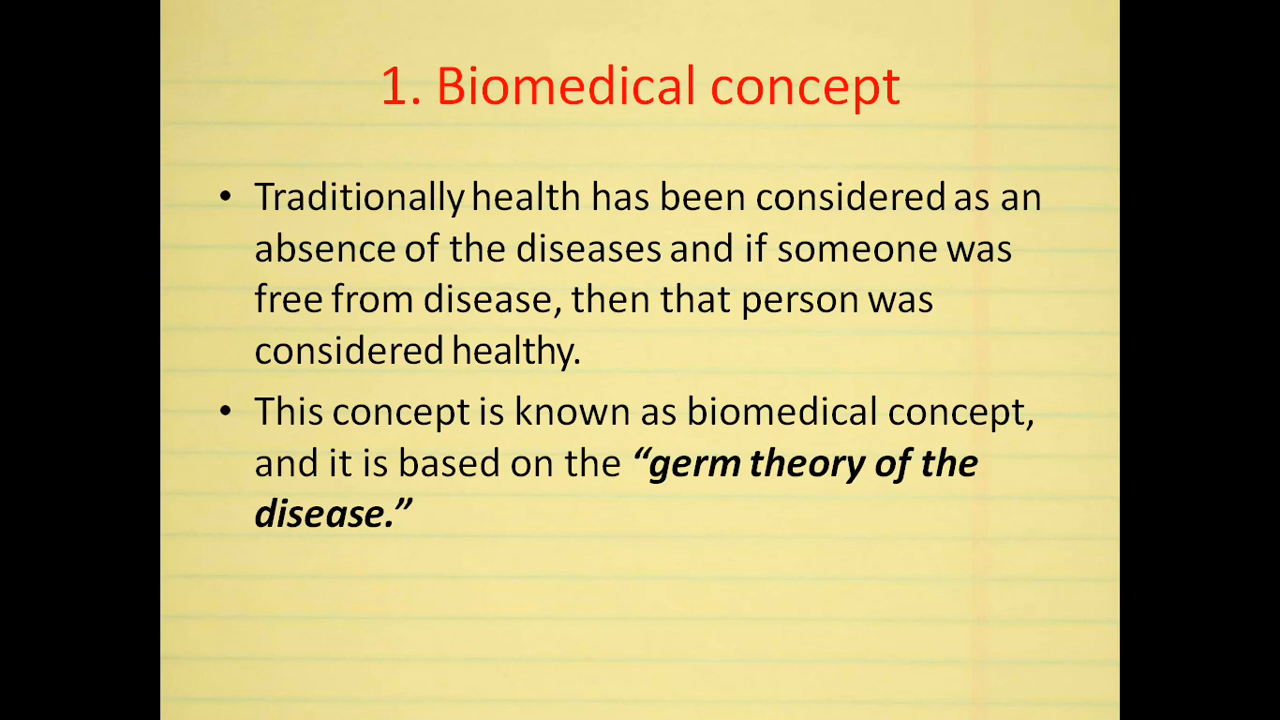 1. Biomedical concept
• Traditionally health has been considered as an
absence of the diseases and if someone was
free from disease, then that person was
considered healthy.
• This concept is known as biomedical concept,
and it is based on the “germ theory of the
disease.”